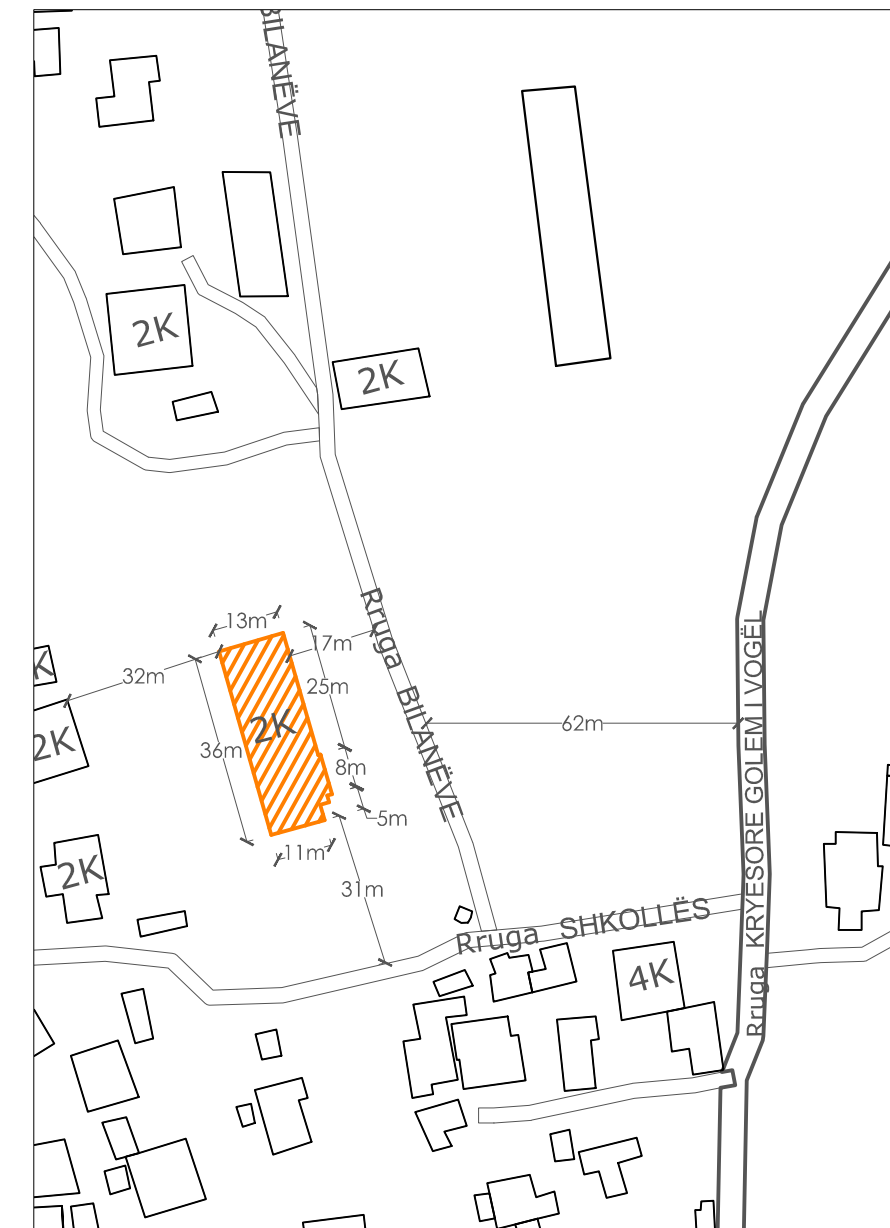 BILANËVE
2K
2K
13m
17m
Rruga BILANËVE
32m
25m
K
2K
2K
36m
62m
8m
5m
11m
31m
2K
Rruga SHKOLLËS
4K
Rruga KRYESORE GOLEM I VOGËL